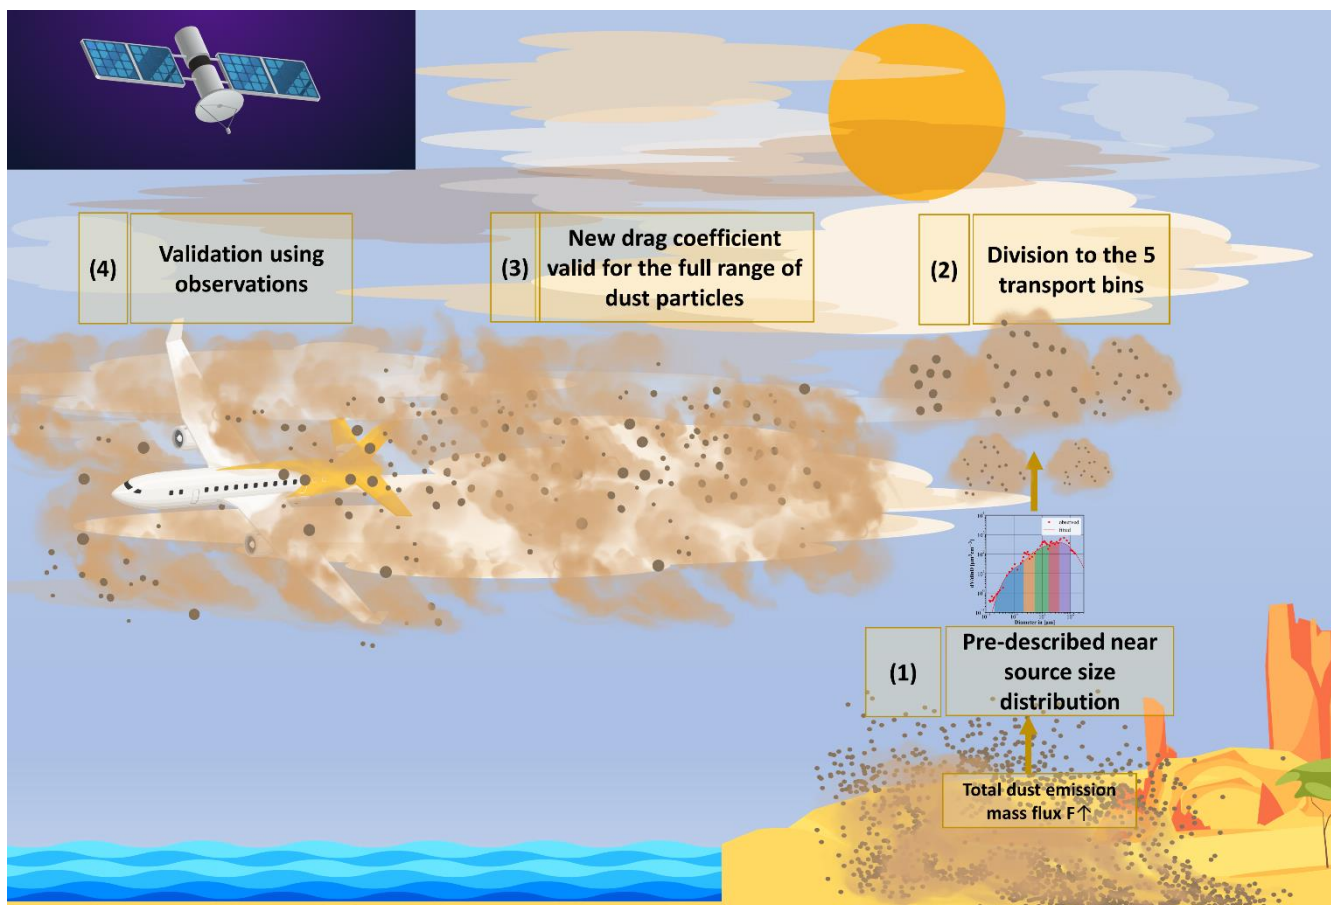 (4)
Validation using
observations
(3)
New drag coefficient
valid for the full range of
dust particles
(2)
Division to the 5
transport bins
observed
fitted
Diameter in [μm]
(1)
Pre-described near
source size
distribution
Total dust emission
mass flux F↑